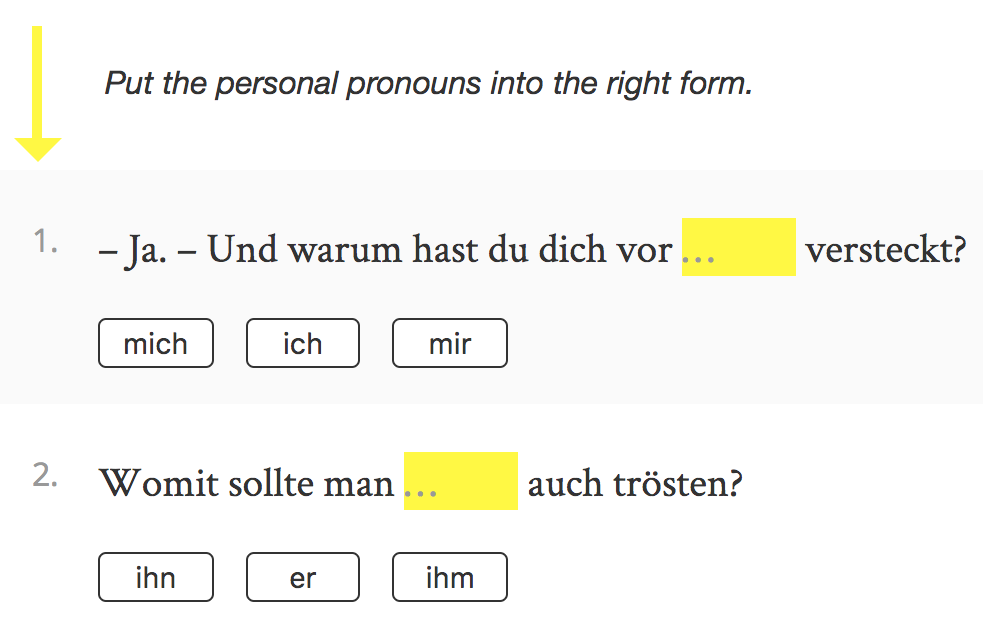 Put the personal pronouns into the right form.
1. – Ja. – Und warum hast du dich vor ... versteckt?
mich ich mir
2. Womit sollte man ... auch trösten?
ihn er ihm